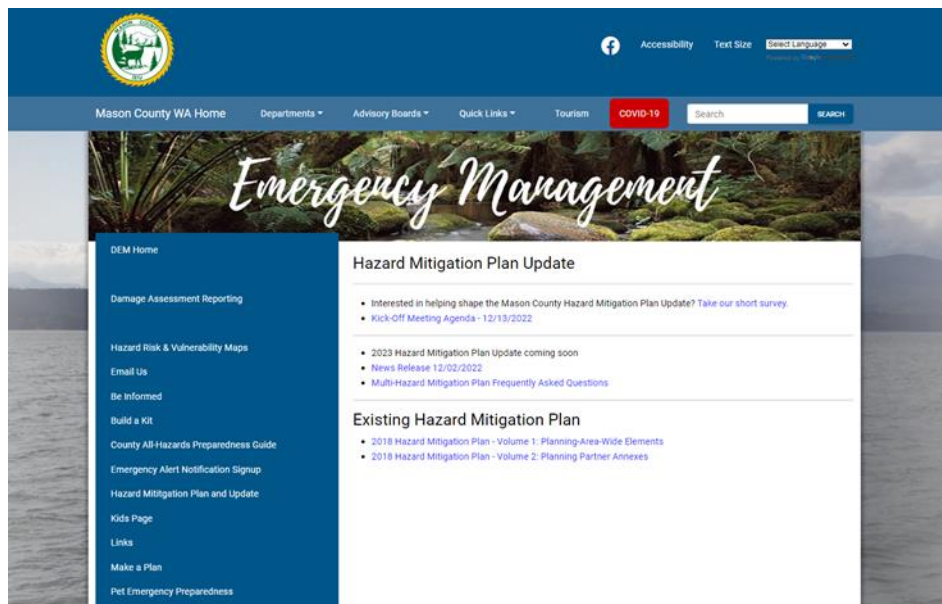 MASON COUNTY
Accessibility
Text Size
Select Language
Mason County WA Home
Departments
Advisory Boards
Quick Links
Tourism
COVID-19
Search
SEARCH
Emergency Management
DEM Home
Damage Assessment Reporting
Hazard Risk & Vulnerability Maps
Email Us
Be Informed
Build a Kit
County All-Hazards Preparedness Guide
Emergency Alert Notification Signup
Hazard Mititgation Plan and Update
Kids Page
Links
Make a Plan
Pet Emergency Preparedness
Hazard Mitigation Plan Update
• Interested in helping shape the Mason County Hazard Mitigation Plan Update? Take our short survey.
• Kick-Off Meeting Agenda - 12/13/2022
• 2023 Hazard Mitigation Plan Update coming soon
• News Release 12/02/2022
• Multi-Hazard Mitigation Plan Frequently Asked Questions
Existing Hazard Mitigation Plan
• 2018 Hazard Mitigation Plan - Volume 1: Planning-Area-Wide Elements
• 2018 Hazard Mitigation Plan - Volume 2: Planning Partner Annexes